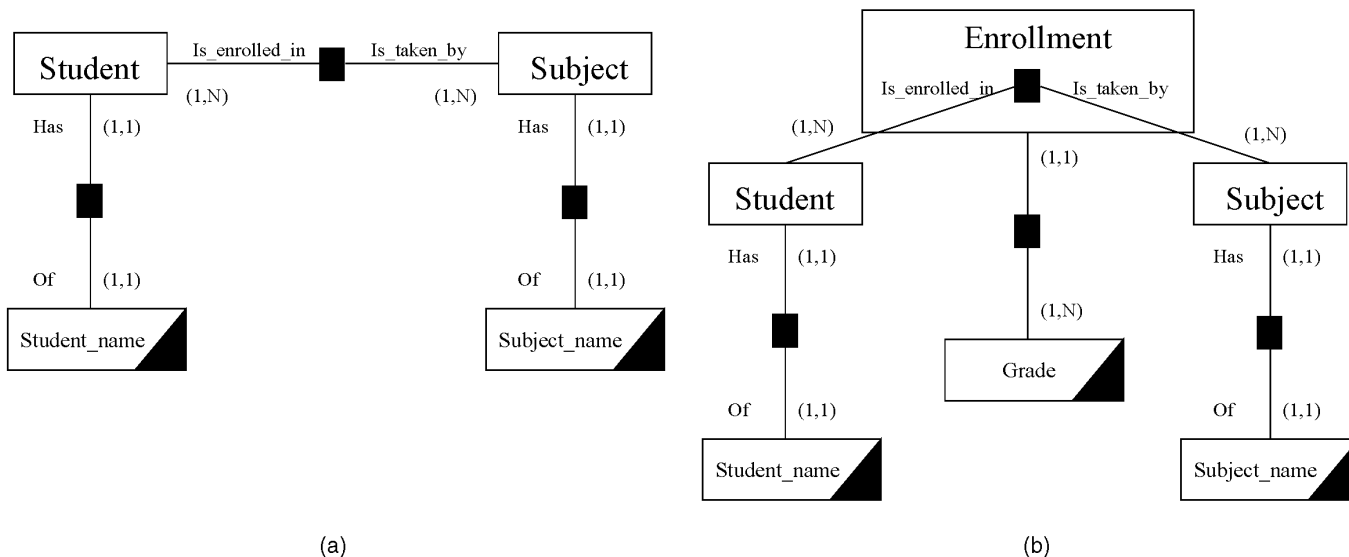 Student
Is_enrolled_in
Is_taken_by
Subject
(1,N)
(1,N)
Has
(1,1)
Has
(1,1)
Of
(1,1)
Of
(1,1)
Student_name
Subject_name
(a)
Enrollment
Is_enrolled_in
Is_taken_by
(1,N)
(1,1)
(1,N)
Student
Subject
Has
(1,1)
Has
(1,1)
(1,N)
Grade
Of
(1,1)
Of
(1,1)
Student_name
Subject_name
(b)